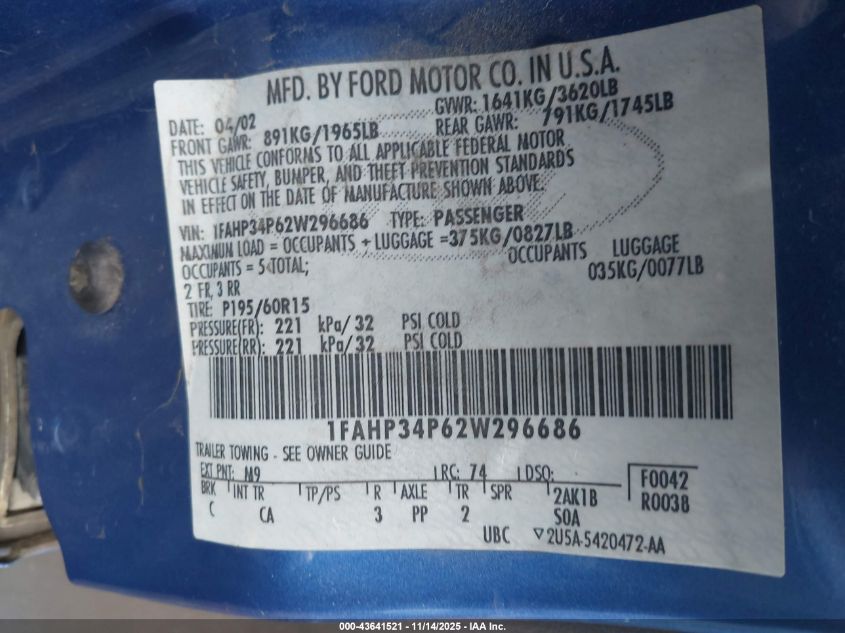 MFD. BY FORD MOTOR CO. IN U.S.A.
DATE: 04/02 GVWR: 1641KG/3620LB
FRONT GAWR: 891KG/1965LB REAR GAWR: 791KG/1745LB
THIS VEHICLE CONFORMS TO ALL APPLICABLE FEDERAL MOTOR
VEHICLE SAFETY, BUMPER, AND THEFT PREVENTION STANDARDS
IN EFFECT ON THE DATE OF MANUFACTURE SHOWN ABOVE.
VIN: 1FAHP34P62W296686 TYPE: PASSENGER
MAXIMUM LOAD = OCCUPANTS + LUGGAGE =375KG/0827LB
OCCUPANTS = 5 TOTAL; OCCUPANTS LUGGAGE
2 FR, 3 RR 035KG/0077LB
TIRE: P195/60R15
PRESSURE(FR): 221 kPa/ 32 PSI COLD
PRESSURE(RR): 221 kPa/ 32 PSI COLD
1FAHP34P62W296686
TRAILER TOWING - SEE OWNER GUIDE
EXT PNT: M9 RC: 74 DSO: F0042
BRK INT TR TP/PS R AXLE TR SPR 2AK1B R0038
C CA 3 PP 2 SOA
UBC ▽2U5A-5420472-AA
000-43641521 - 11/14/2025 - IAA Inc.